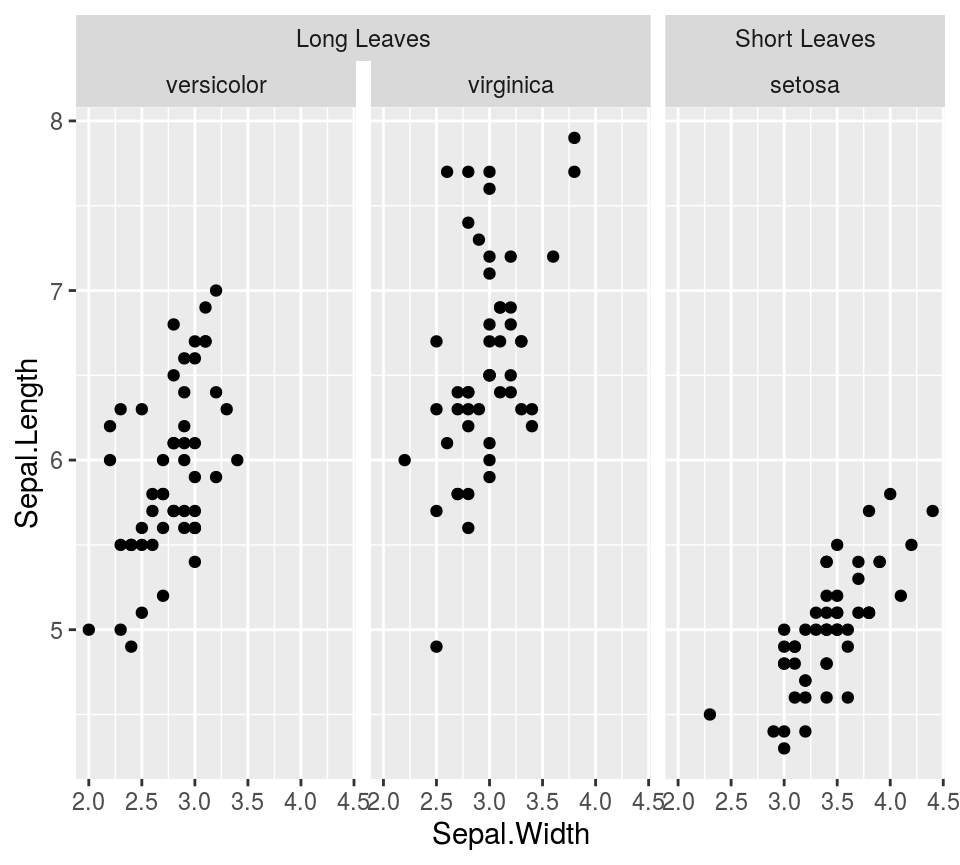 Long Leaves Short Leaves
versicolor virginica setosa
8
7
6
5
2.0 2.5 3.0 3.5 4.0 4.5 2.0 2.5 3.0 3.5 4.0 4.5 2.0 2.5 3.0 3.5 4.0 4.5
Sepal.Width
Sepal.Length